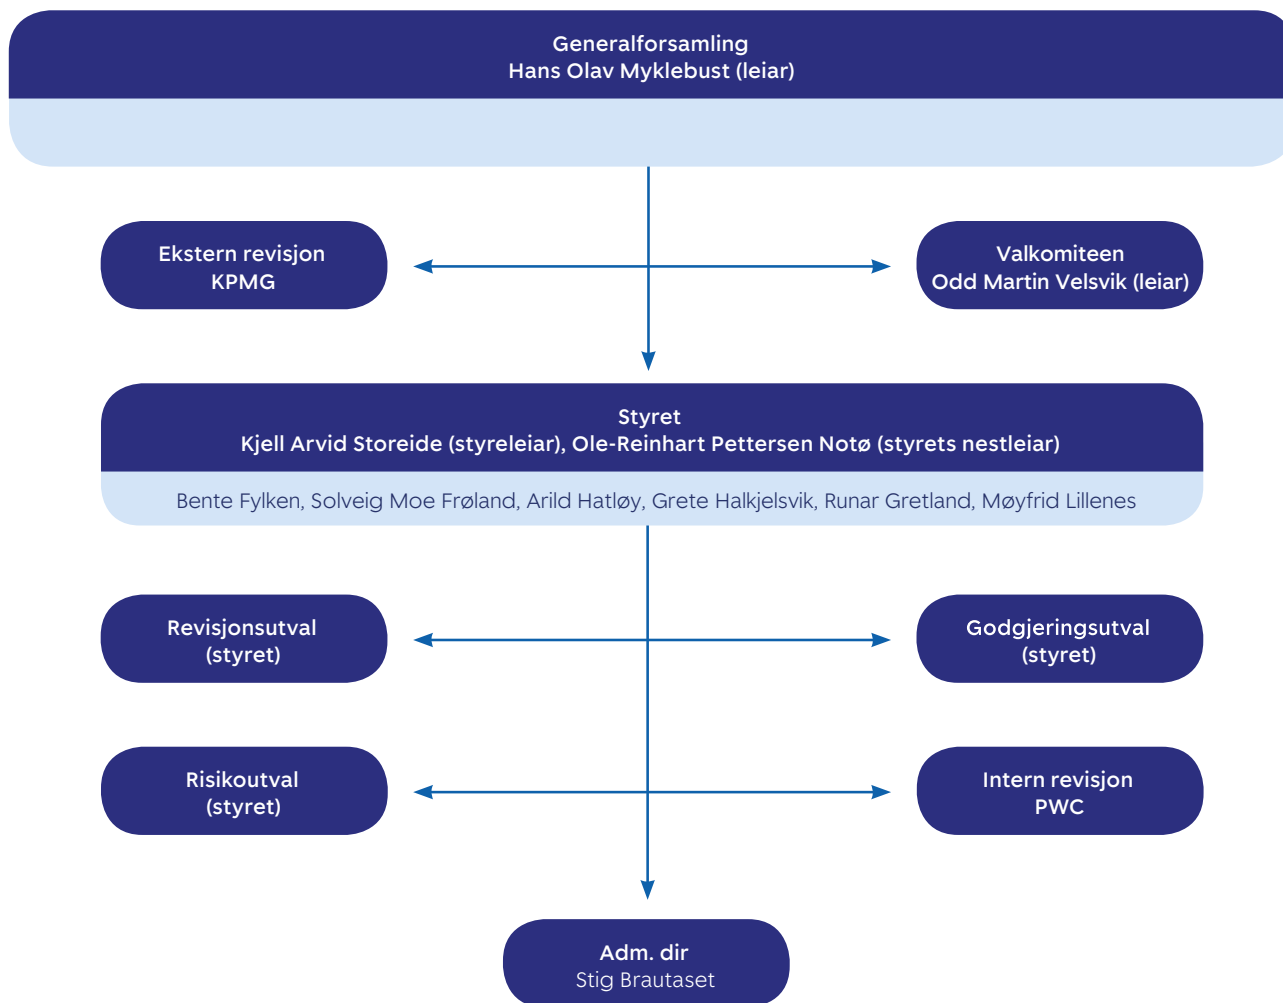 Generalforsamling
Hans Olav Myklebust (leiar)
Ekstern revisjon
KPMG
Valkomiteen
Odd Martin Velsvik (leiar)
Styret
Kjell Arvid Storeide (styreleiar), Ole-Reinhart Pettersen Notø (styrets nestleiar)
Bente Fylken, Solveig Moe Frøland, Arild Hatløy, Grete Halkjelsvik, Runar Gretland, Møyfrid Lillenes
Revisjonsutval
(styret)
Godgjeringsutval
(styret)
Risikoutval
(styret)
Intern revisjon
PWC
Adm. dir
Stig Brautaset